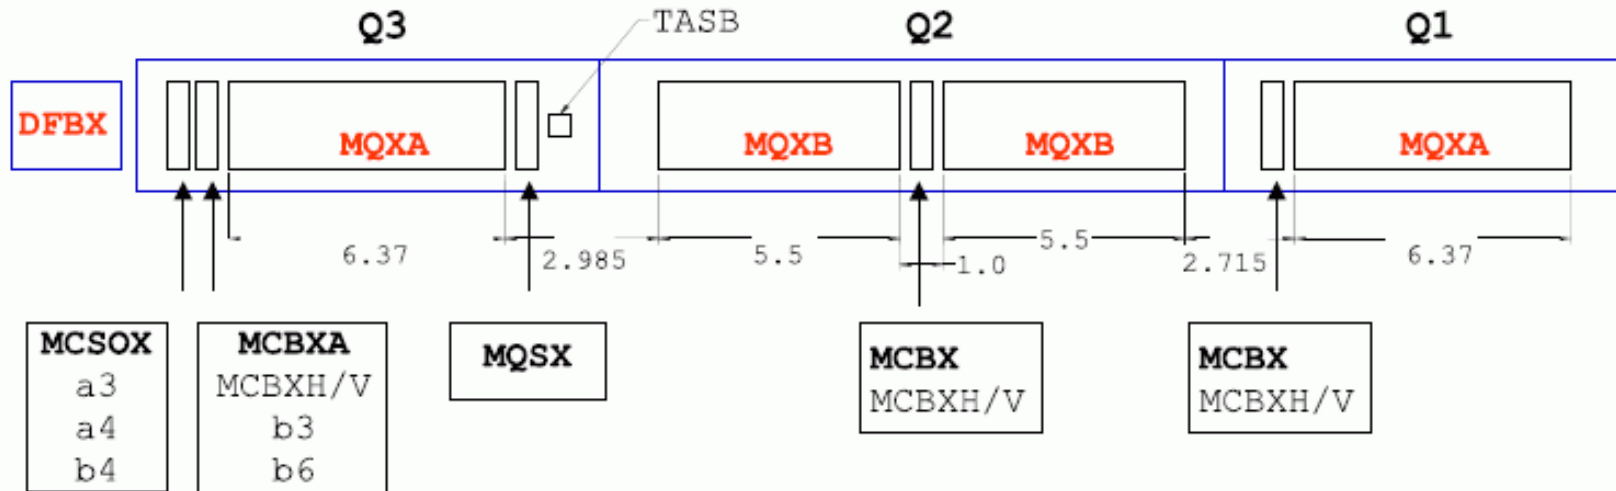 Q3
TASB
Q2
Q1
DFBX
MQXA
MQXB
MQXB
MQXA
6.37
2.985
5.5
1.0
5.5
2.715
6.37
MCSOX
a3
a4
b4
MCBXA
MCBXH/V
b3
b6
MQSX
MCBX
MCBXH/V
MCBX
MCBXH/V